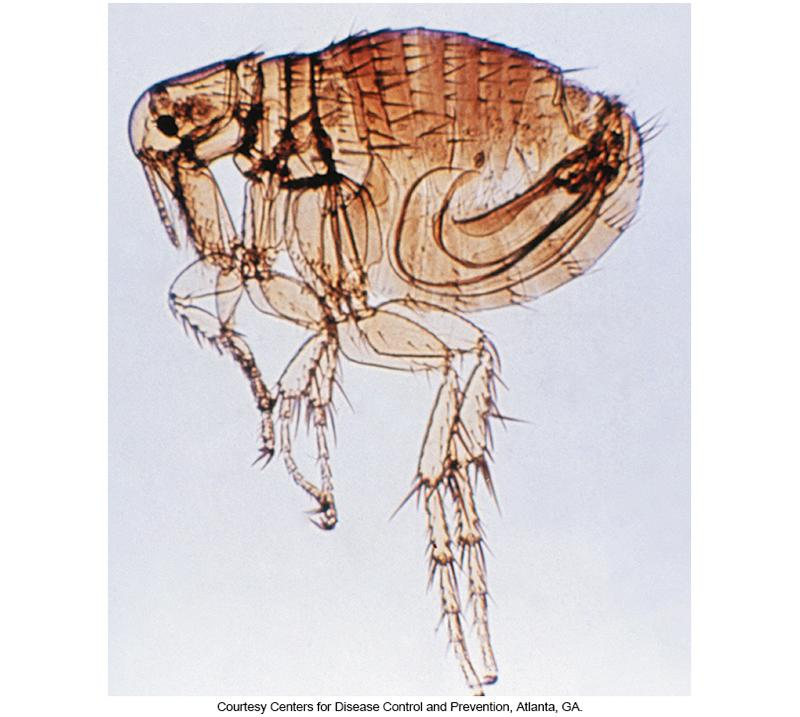 Courtesy Centers for Disease Control and Prevention, Atlanta, GA.